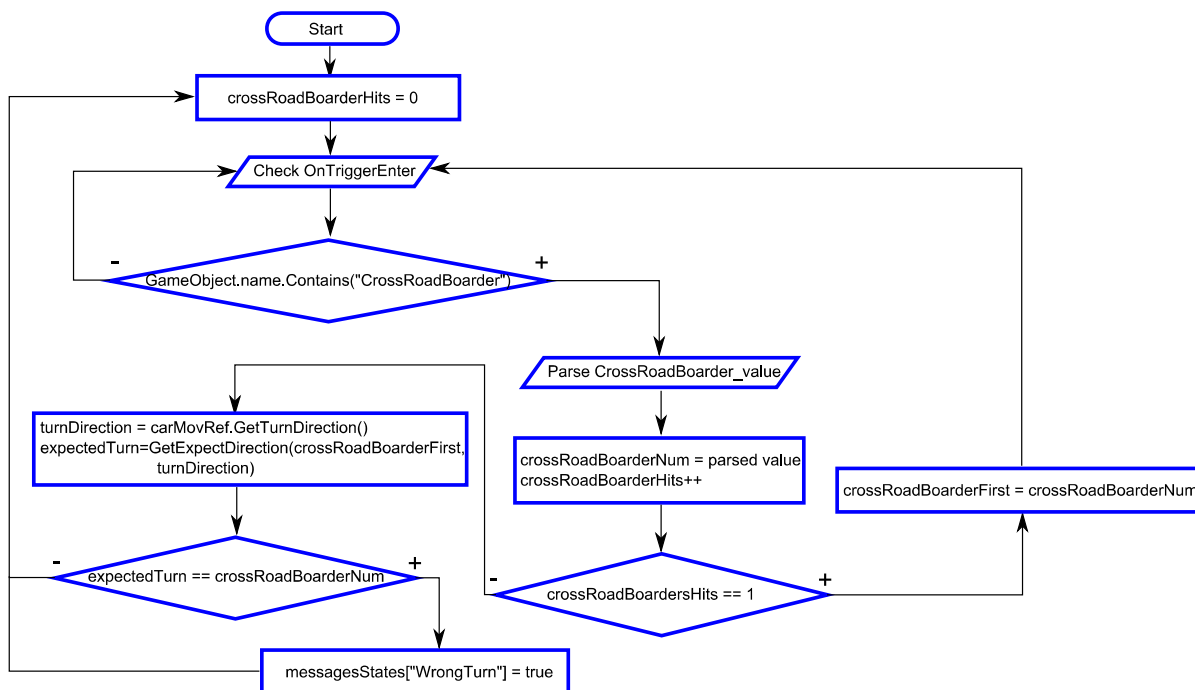 Start
crossRoadBoarderHits = 0
Check OnTriggerEnter
-
+
GameObject.name.Contains("CrossRoadBoarder")
Parse CrossRoadBoarder_value
turnDirection = carMovRef.GetTurnDirection()
expectedTurn=GetExpectDirection(crossRoadBoarderFirst,
turnDirection)
crossRoadBoarderNum = parsed value
crossRoadBoarderHits++
crossRoadBoarderFirst = crossRoadBoarderNum
-
+
expectedTurn == crossRoadBoarderNum
-
+
crossRoadBoardersHits == 1
messagesStates["WrongTurn"] = true